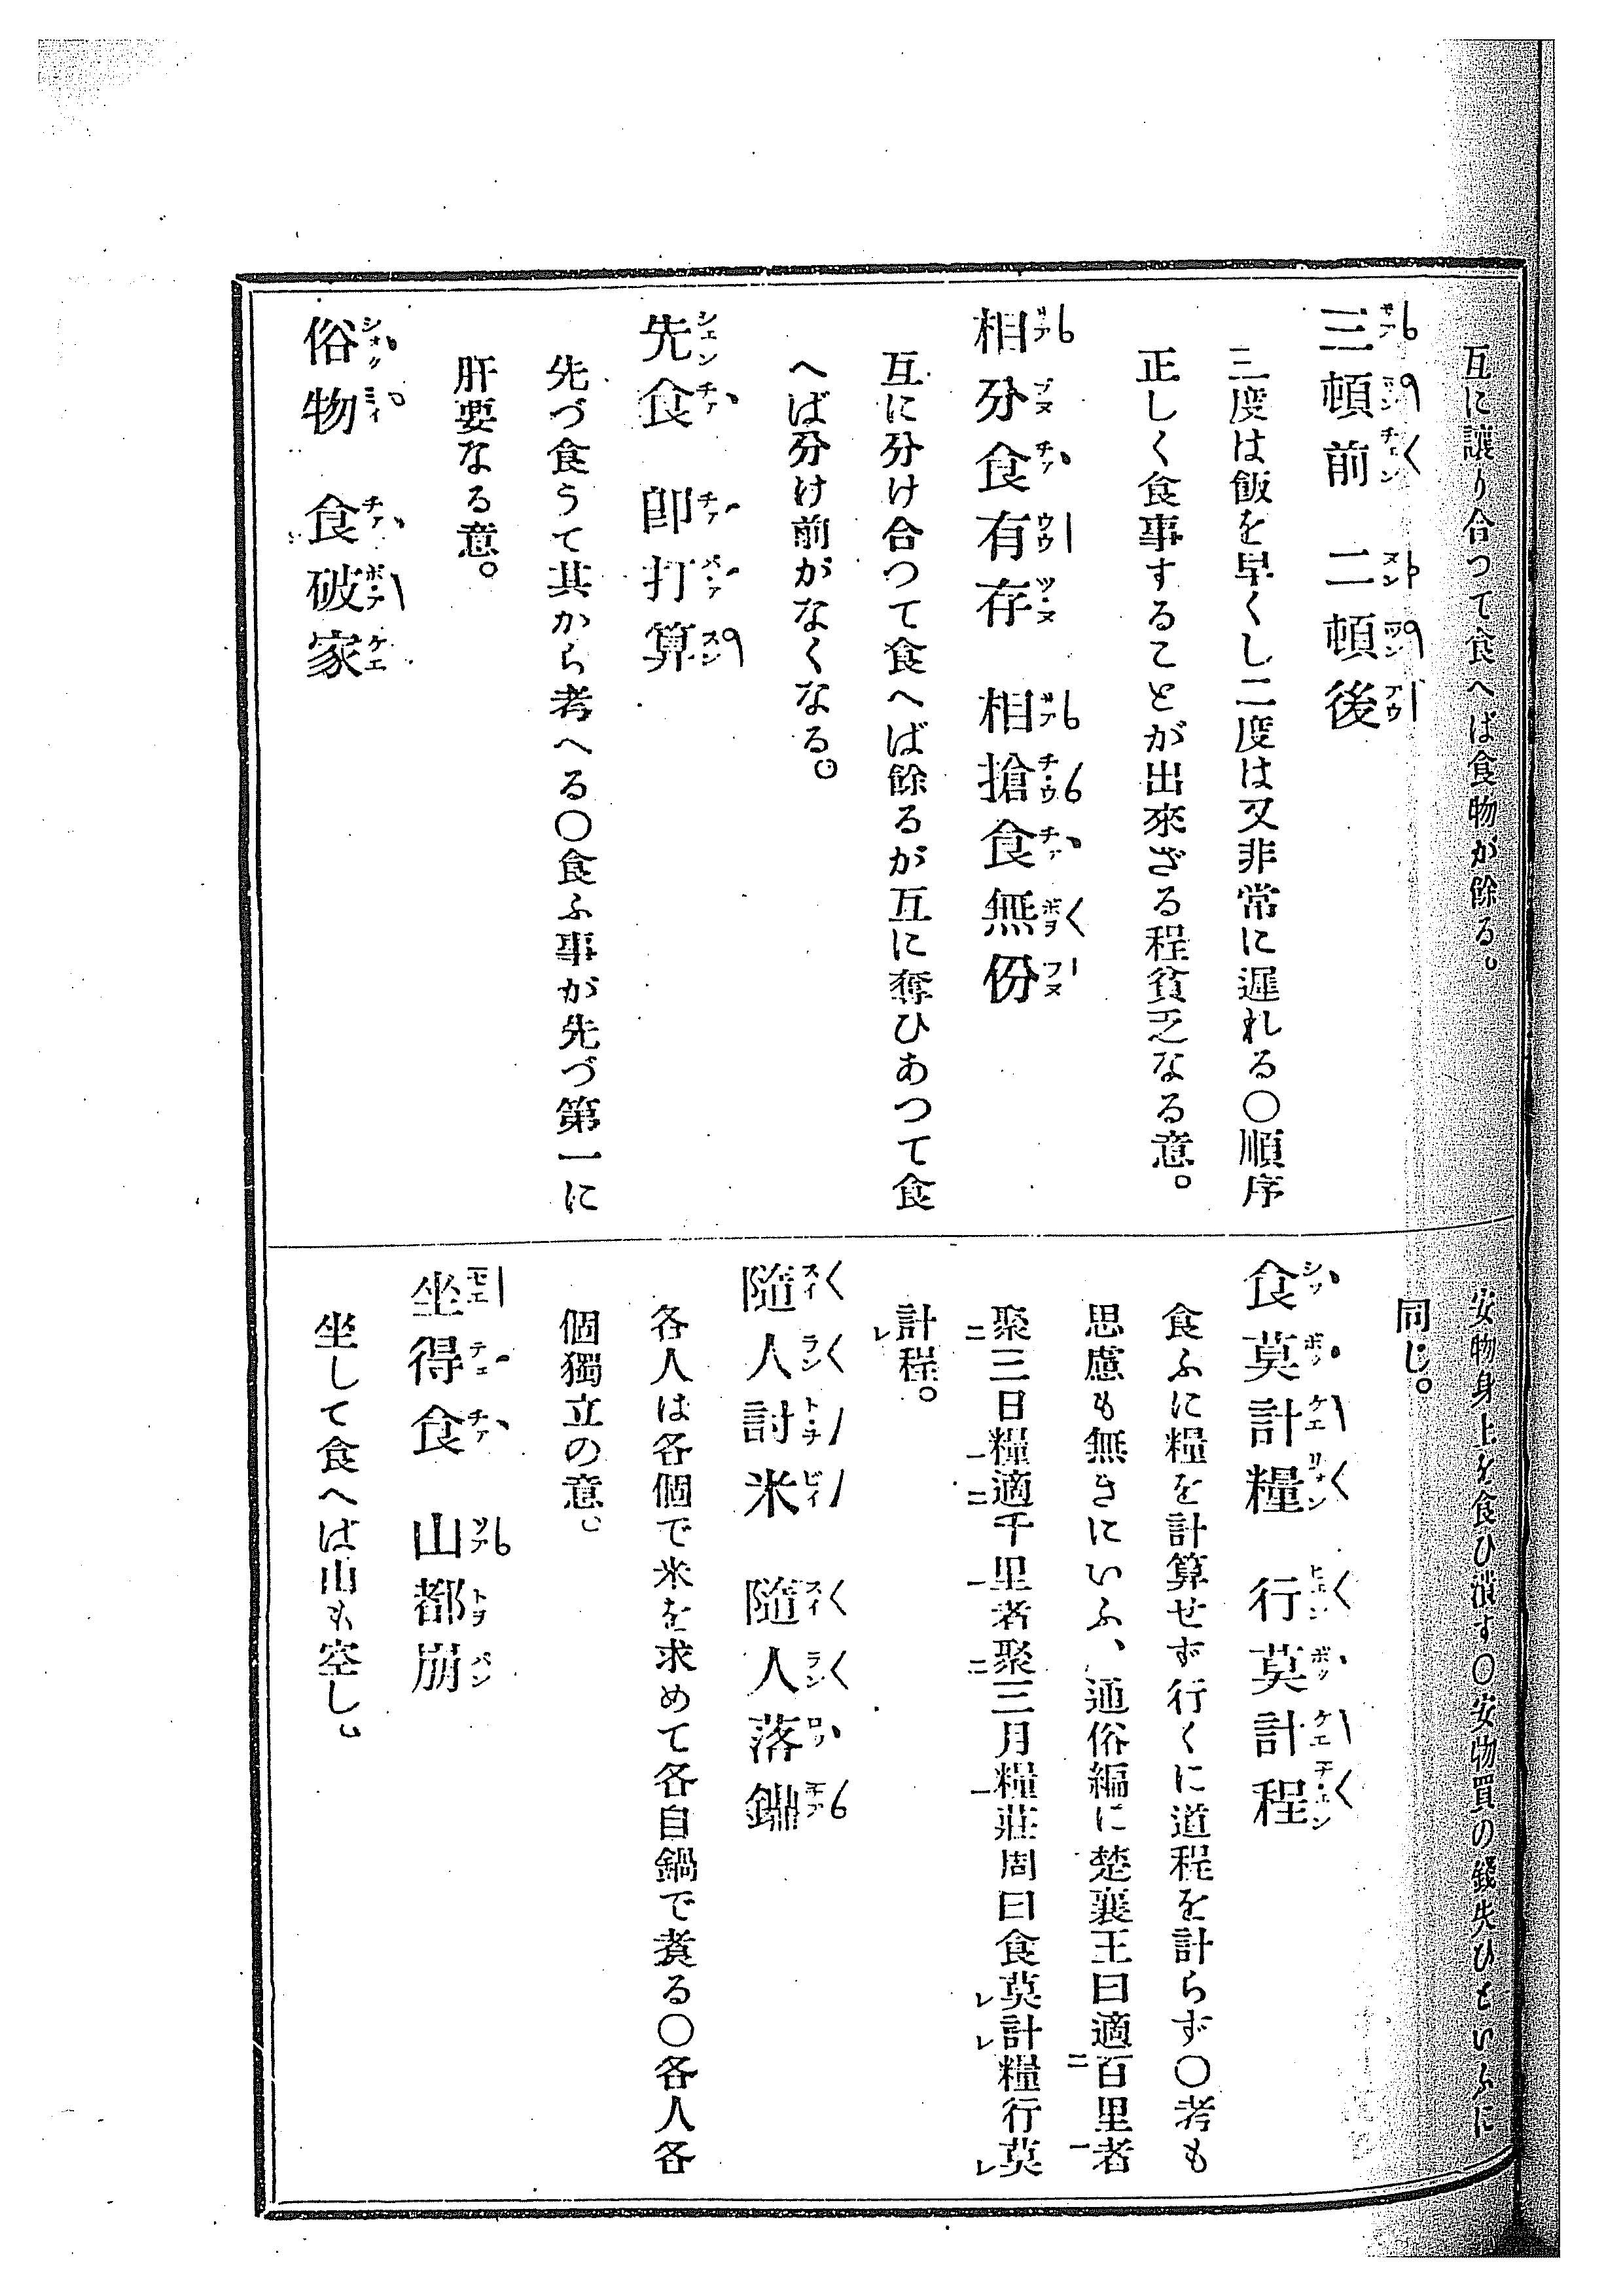 互に讓り合つて食へば食物が餘る。
三頓前　二頓後
三度は飯を早くし二度は又非常に遲れる〇順序
正しく食事することが出來ざる程貧乏なる意。
相分食有存　相搶食無份
互に分け合つて食へば餘るが互に奪ひあつて食
へば分け前がなくなる。
先食　卽打算
先づ食うて其から考へる〇食ふ事が先づ第一に
肝要なる意。
俗物　食破家
安物身上を食ひ潰す〇安物買の錢失ひといふに
同じ。
食莫計糧　行莫計程
食ふに糧を計算せず行くに道程を計らず〇考も
思慮も無きにいふ、通俗編に楚襄王曰適百里者
聚三日糧適千里者聚三月糧莊周曰食莫計糧行莫
計程。
隨人討米　隨人落鍘
各人は各個で米を求めて各自鍋で煮る〇各人各
個獨立の意。
坐得食　山都崩
坐して食へば山も空し。